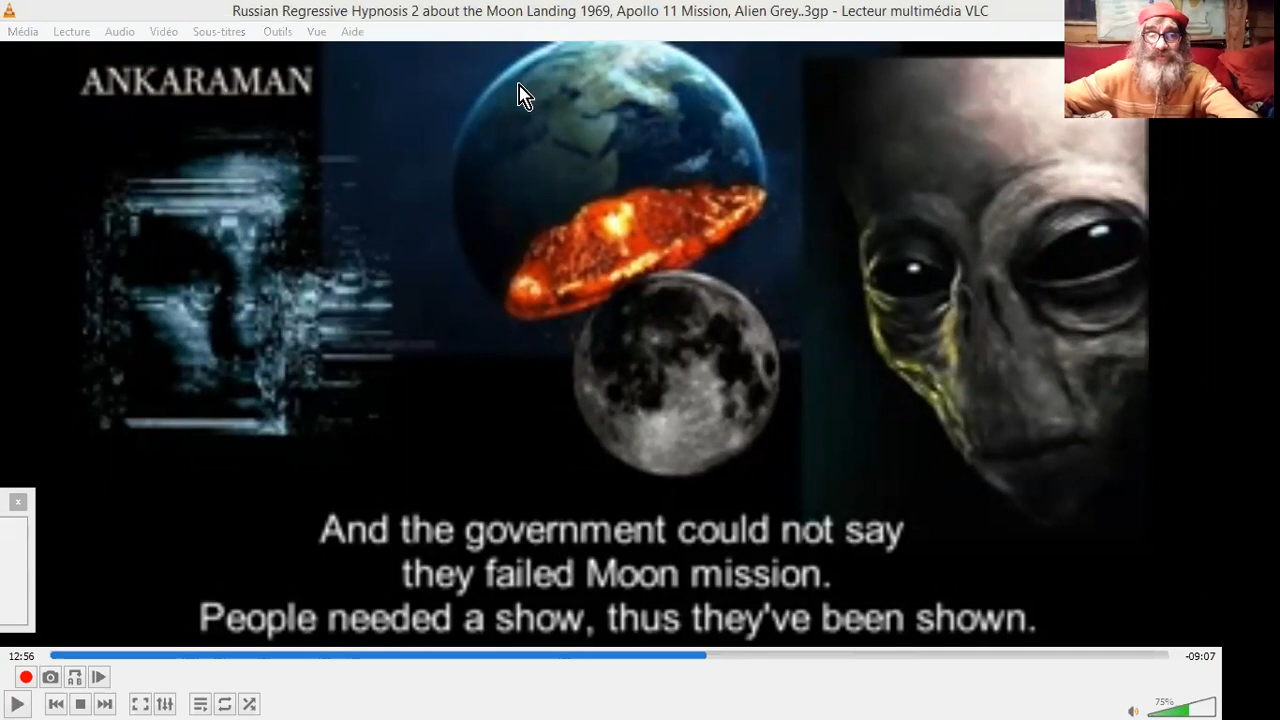 Russian Regressive Hypnosis 2 about the Moon Landing 1969, Apollo 11 Mission, Alien Grey..3gp - Lecteur multimédia VLC
Média Lecture Audio Vidéo Sous-titres Outils Vue Aide
ANKARAMAN
And the government could not say
they failed Moon mission.
People needed a show, thus they've been shown.
12:56 -09:07
75%